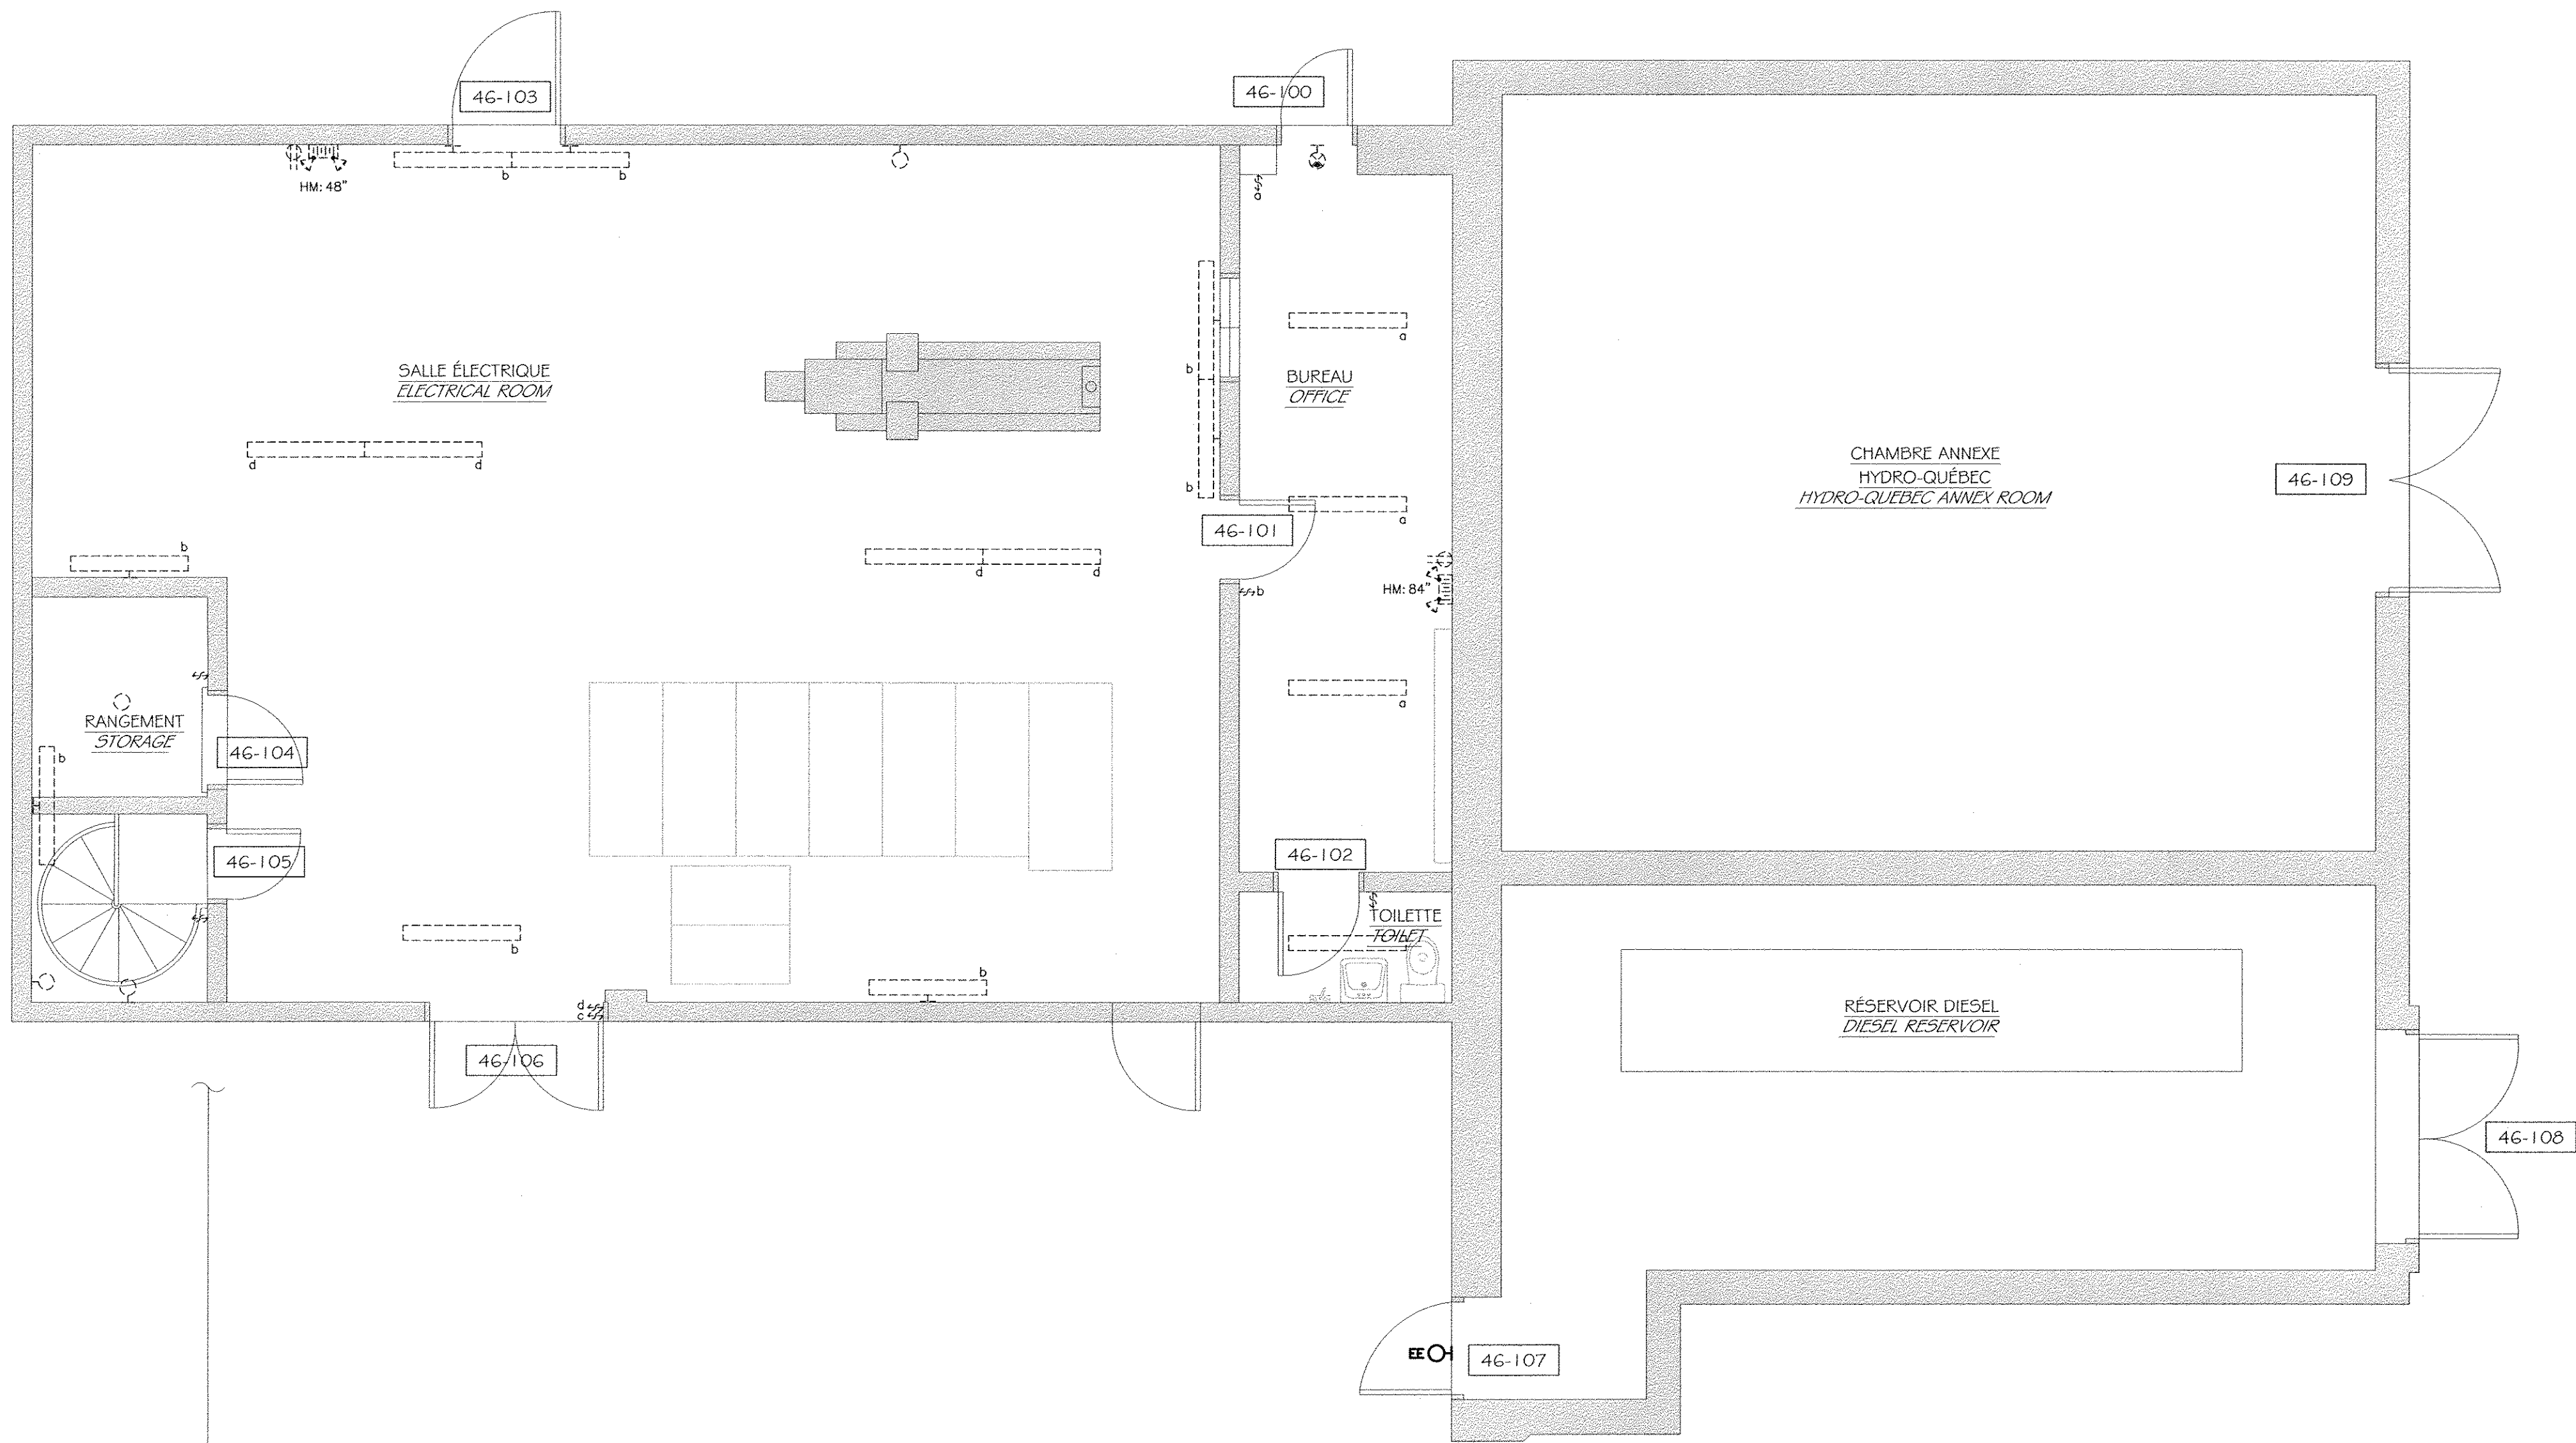 46-103
46-100
HM: 48"
b
b
a
SALLE ÉLECTRIQUE
ELECTRICAL ROOM
BUREAU
OFFICE
a
b
d
d
b
a
46-101
CHAMBRE ANNEXE
HYDRO-QUÉBEC
HYDRO-QUEBEC ANNEX ROOM
46-109
b
d
d
b
HM: 84"
RANGEMENT
STORAGE
a
b
46-104
46-105
46-102
TOILETTE
TOILET
b
b
d
c
46-106
RÉSERVOIR DIESEL
DIESEL RESERVOIR
46-108
EE
46-107